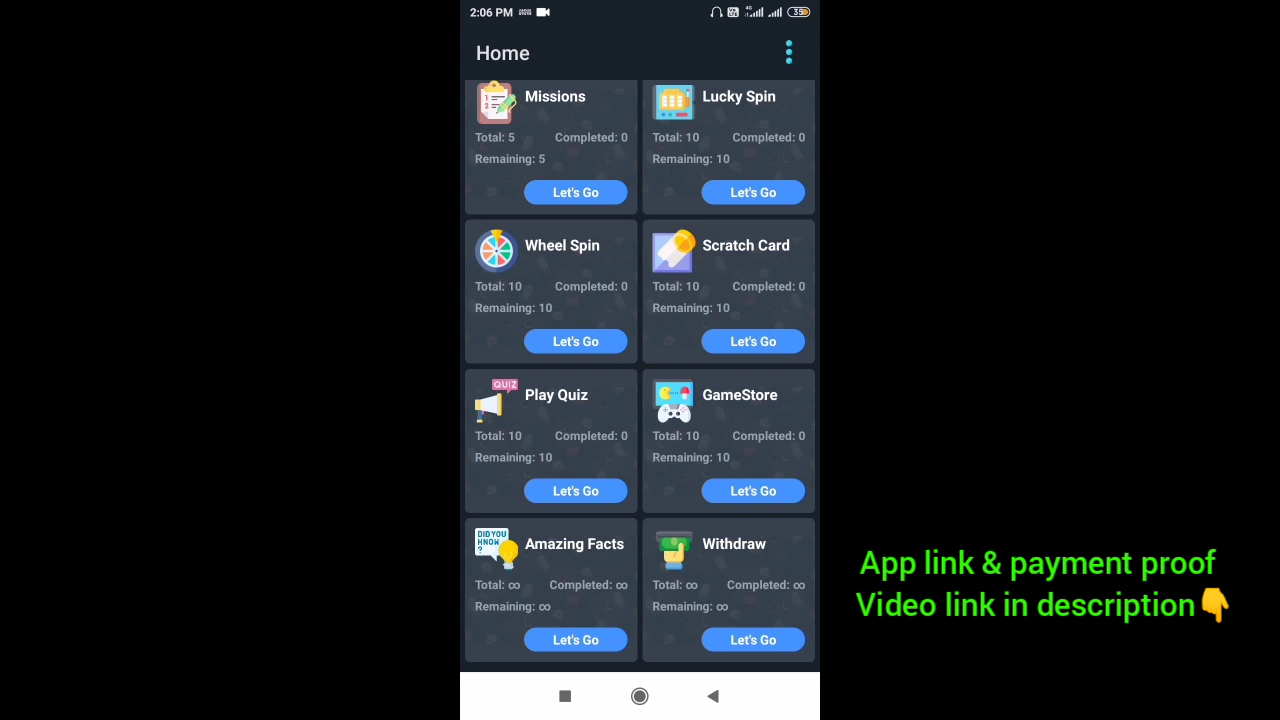 2:06 PM
4G
35
Home
Missions
Lucky Spin
Total: 5 Completed: 0
Total: 10 Completed: 0
Remaining: 5
Remaining: 10
Let's Go
Let's Go
Wheel Spin
Scratch Card
Total: 10 Completed: 0
Total: 10 Completed: 0
Remaining: 10
Remaining: 10
Let's Go
Let's Go
QUIZ
Play Quiz
GameStore
Total: 10 Completed: 0
Total: 10 Completed: 0
Remaining: 10
Remaining: 10
Let's Go
Let's Go
DID YOU
KNOW
?
Amazing Facts
Withdraw
Total: ∞ Completed: ∞
Total: ∞ Completed: ∞
Remaining: ∞
Remaining: ∞
Let's Go
Let's Go
App link & payment proof
Video link in description👇